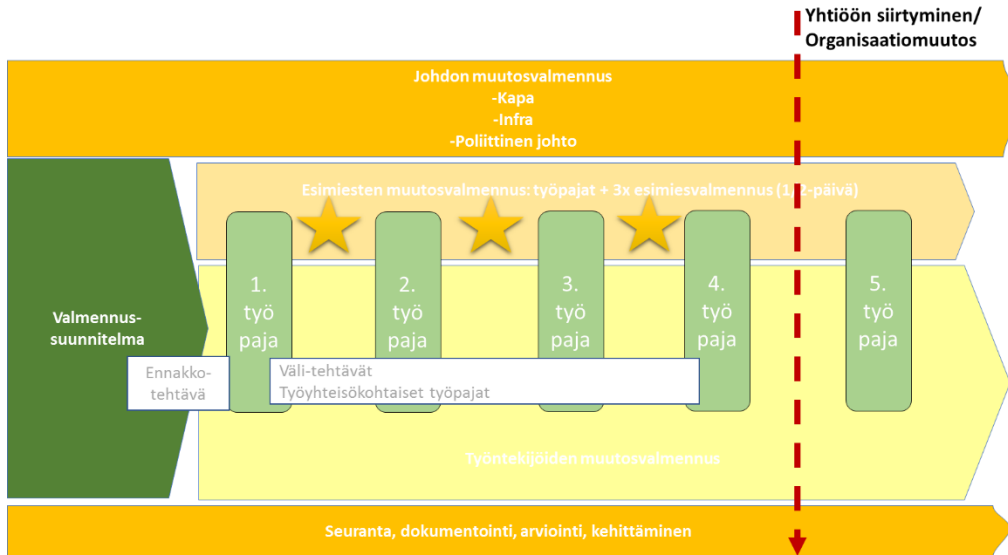 Yhtiöön siirtyminen/
Organisaatiomuutos
Johdon muutosvalmennus
-Kapa
-Infra
-Poliittinen johto
Esimiesten muutosvalmennus: työpajat + 3x esimiesvalmennus (1/2-päivä)
1.
työ
paja
2.
työ
paja
3.
työ
paja
4.
työ
paja
5.
työ
paja
Valmennus-
suunnitelma
Ennakko-
tehtävä
Väli-tehtävät
Työyhteisökohtaiset työpajat
Työntekijöiden muutosvalmennus
Seuranta, dokumentointi, arviointi, kehittäminen